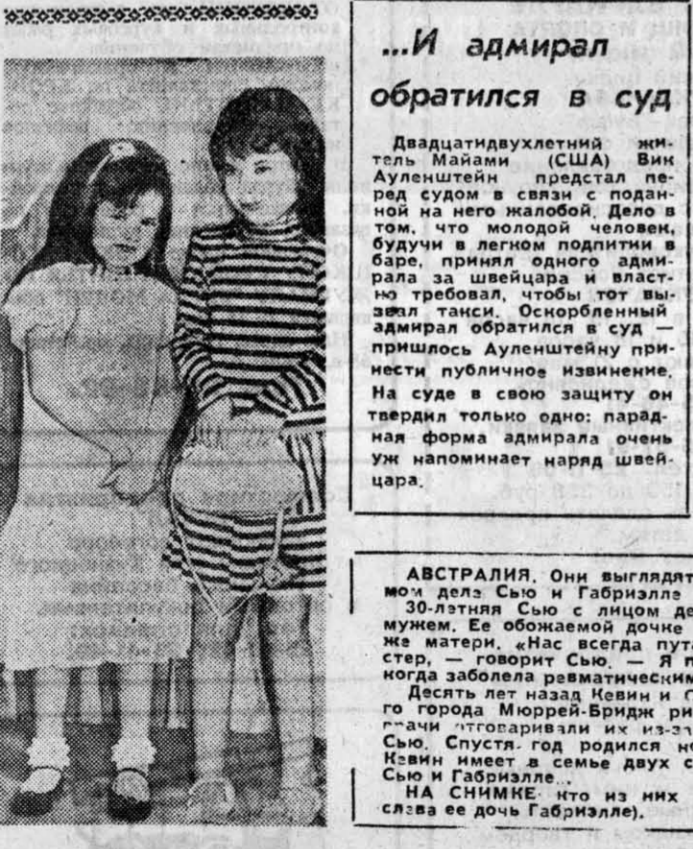 ...И адмирал
обратился в суд
Двадцатидвухлетний жи-
тель Майами (США) Вик
Ауленштейн предстал пе-
ред судом в связи с подан-
ной на него жалобой. Дело в
том, что молодой человек,
будучи в легком подпитии в
баре, принял одного адми-
рала за швейцара и власт-
но требовал, чтобы тот вы-
звал такси. Оскорбленный
адмирал обратился в суд —
пришлось Ауленштейну при-
нести публичное извинение.
На суде в свою защиту он
твердил только одно: парад-
ная форма адмирала очень
уж напоминает наряд швей-
цара.
АВСТРАЛИЯ. Они выглядят
мом деле Сью и Габриэлле
30-летняя Сью с лицом де
мужем. Ее обожаемой дочке
же матери. «Нас всегда пута
стер, — говорит Сью. — Я п
когда заболела ревматическим
Десять лет назад Кевин и С
го города Мюррей-Бридж
врачи отговаривали их из-за
Сью. Спустя год родился
Кевин имеет в семье двух с
Сью и Габриэлле...
НА СНИМКЕ: кто из них
слева ее дочь Габриэлле).